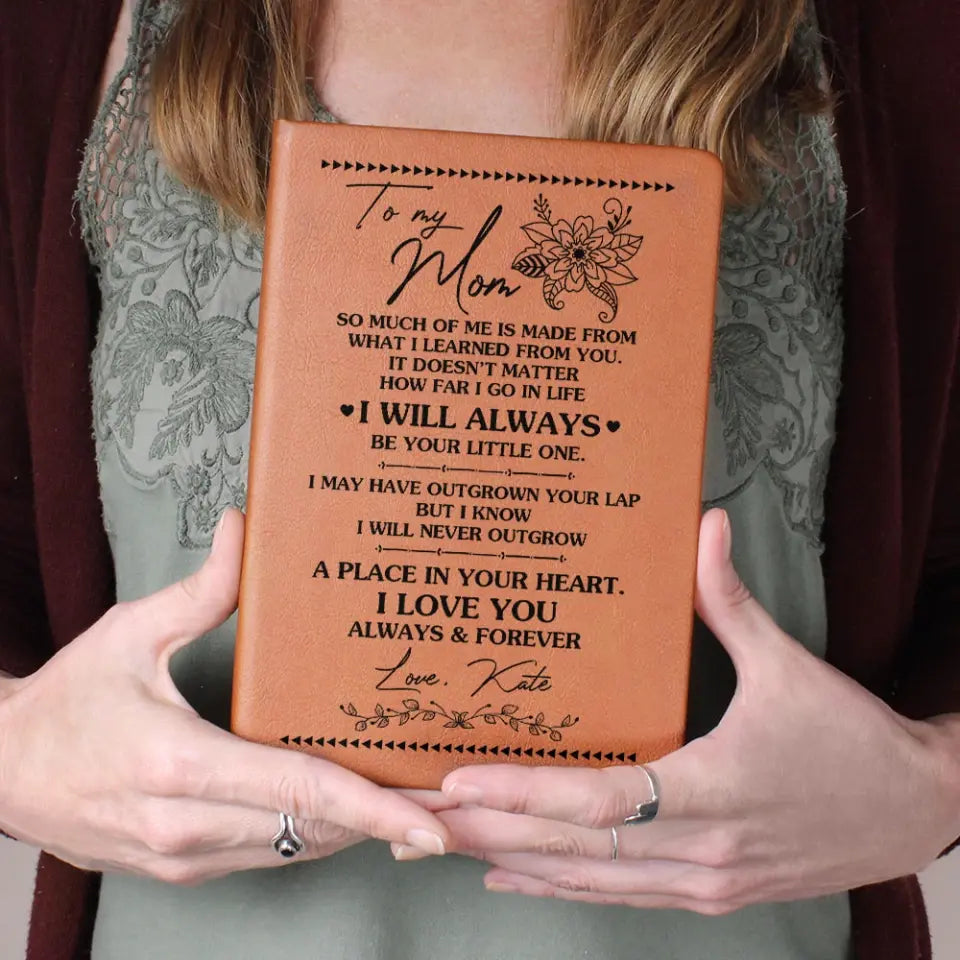 To my
Mom
SO MUCH OF ME IS MADE FROM
WHAT I LEARNED FROM YOU.
IT DOESN'T MATTER
HOW FAR I GO IN LIFE
I WILL ALWAYS
BE YOUR LITTLE ONE.
I MAY HAVE OUTGROWN YOUR LAP
BUT I KNOW
I WILL NEVER OUTGROW
A PLACE IN YOUR HEART.
I LOVE YOU
ALWAYS & FOREVER
Love, Kate